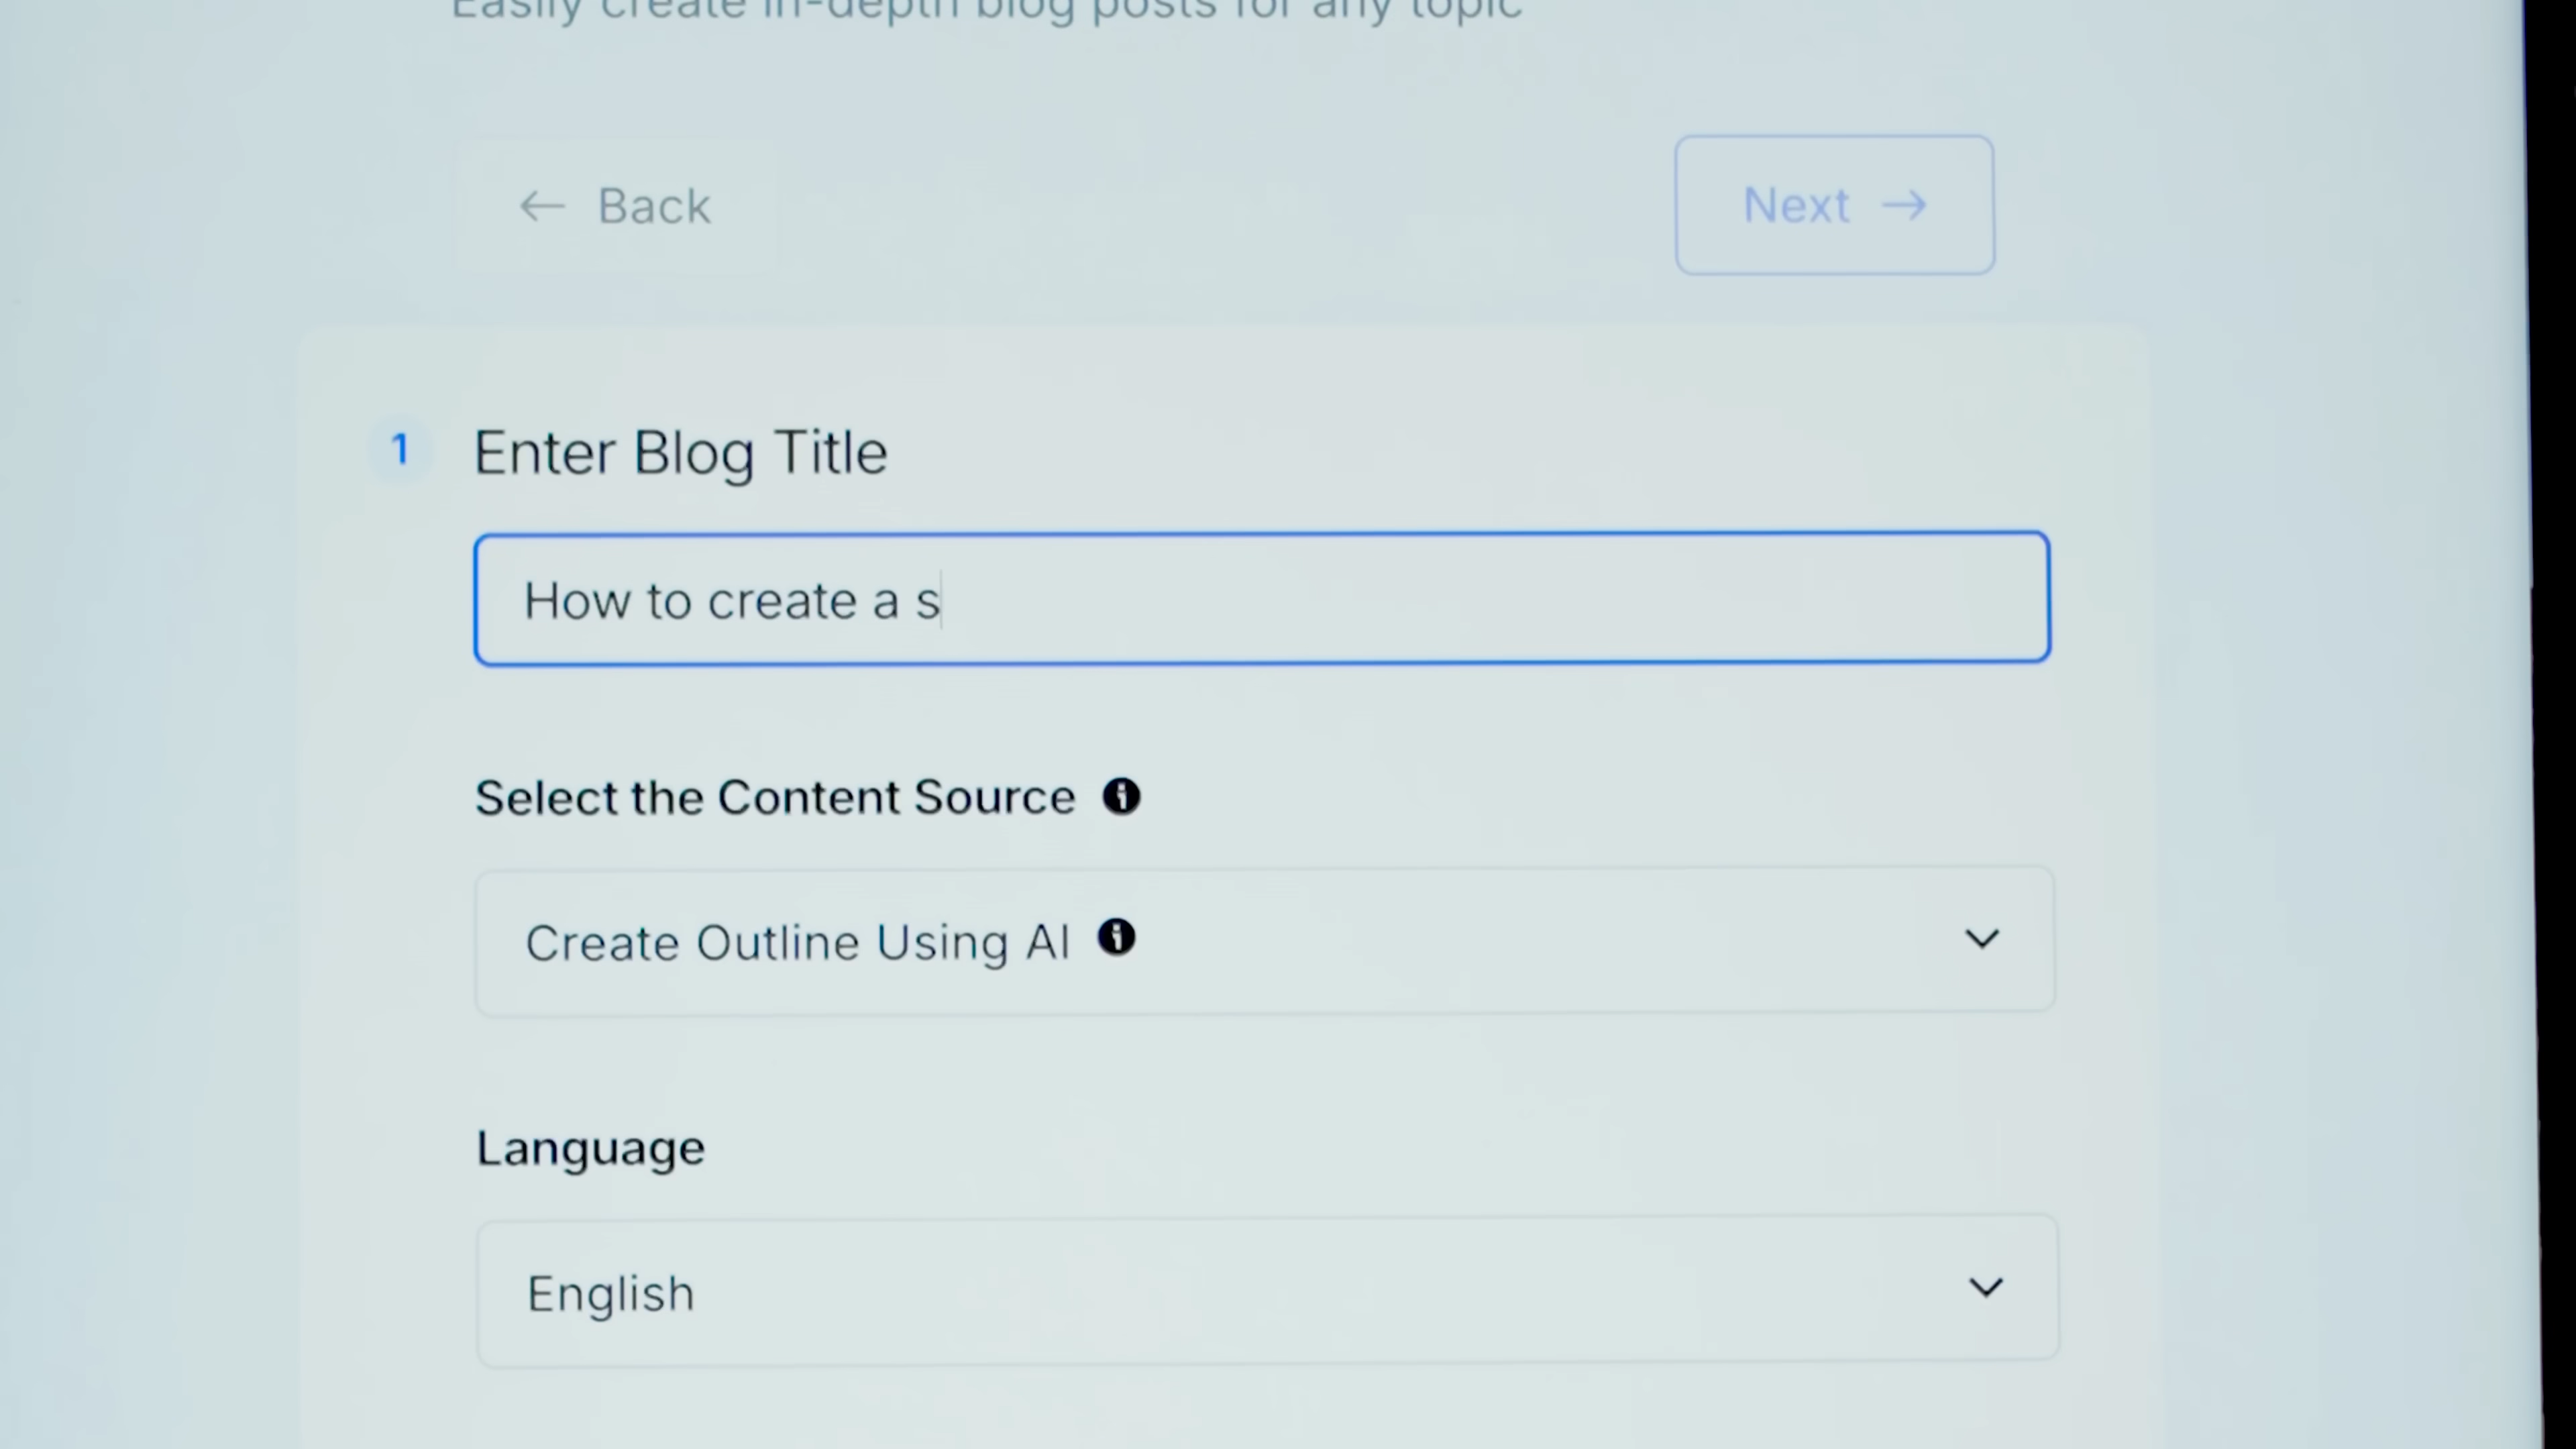 Easily create in-depth blog posts for any topic
← Back
Next →
1 Enter Blog Title
How to create a s
Select the Content Source
Create Outline Using AI
Language
English